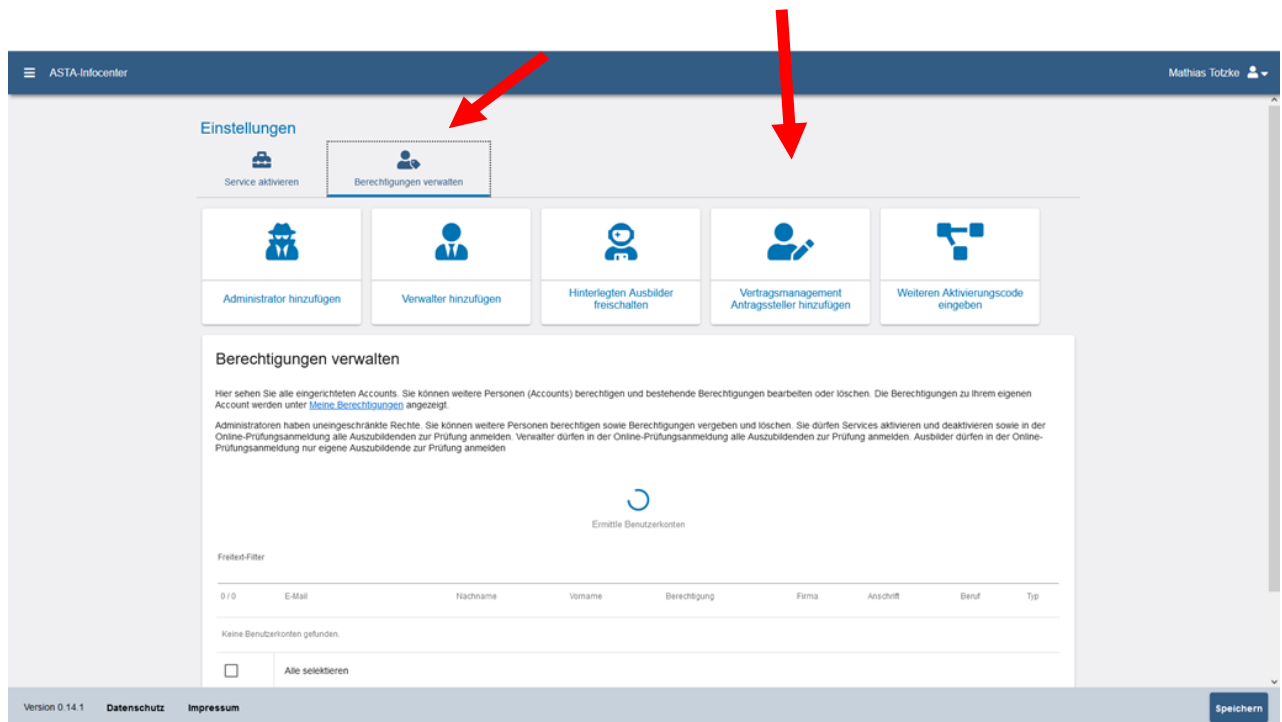 ASTA-Infocenter
Mathias Totzke
Einstellungen
Service aktivieren
Berechtigungen verwalten
Administrator hinzufügen
Verwalter hinzufügen
Hinterlegten Ausbilder
freischalten
Vertragsmanagement
Antragssteller hinzufügen
Weiteren Aktivierungscode
eingeben
Berechtigungen verwalten
Hier sehen Sie alle eingerichteten Accounts. Sie können weitere Personen (Accounts) berechtigen und bestehende Berechtigungen bearbeiten oder löschen. Die Berechtigungen zu Ihrem eigenen
Account werden unter Meine Berechtigungen angezeigt.
Administratoren haben uneingeschränkte Rechte. Sie können weitere Personen berechtigen sowie Berechtigungen vergeben und löschen. Sie dürfen Services aktivieren und deaktivieren sowie in der
Online-Prüfungsanmeldung alle Auszubildenden zur Prüfung anmelden. Verwalter dürfen in der Online-Prüfungsanmeldung alle Auszubildenden zur Prüfung anmelden. Ausbilder dürfen in der Online-
Prüfungsanmeldung nur eigene Auszubildende zur Prüfung anmelden
Ermittle Benutzerkonten
Freitext-Filter
0 / 0 E-Mail Nachname Vorname Berechtigung Firma Anschrift Beruf Typ
Keine Benutzerkonten gefunden.
Alle selektieren
Version 0.14.1 Datenschutz Impressum
Speichern